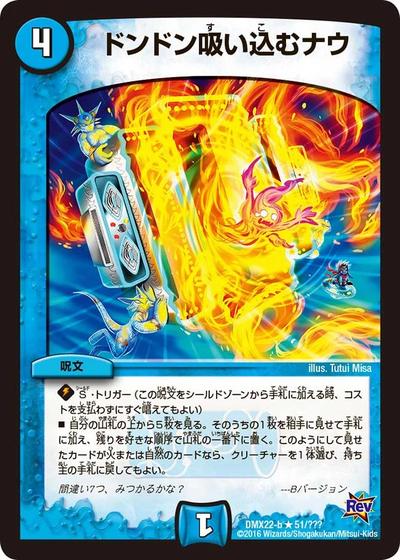 4
ドンドン吸い込むナウ
呪文
illus. Tutui Misa
S・トリガー (この呪文をシールドゾーンから手札に加える時、コス
トを支払わずにすぐ唱えてもよい)
■ 自分の山札の上から5枚を見る。そのうちの1枚を相手に見せて手札
に加え、残りを好きな順序で山札の一番下に置く。このようにして見せ
たカードが火または自然のカードなら、クリーチャーを1体選び、持ち
主の手札に戻してもよい。
間違い7つ、みつかるかな? ---Bバージョン
Rev
1
DMX22-b ★ 51/???
©2016 Wizards/Shogakukan/Mitsui-Kids